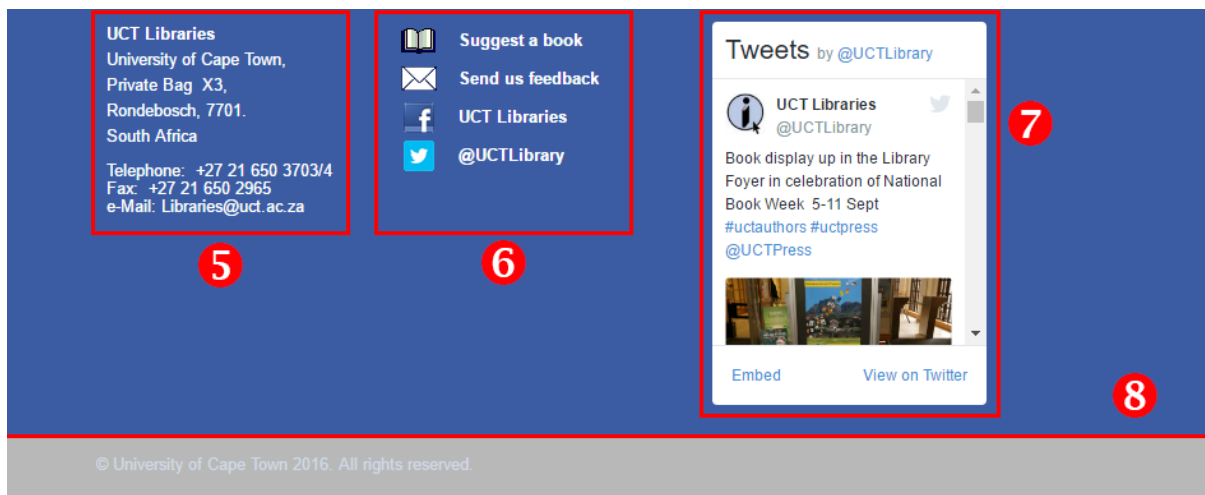 UCT Libraries
University of Cape Town,
Private Bag X3,
Rondebosch, 7701.
South Africa
Telephone: +27 21 650 3703/4
Fax: +27 21 650 2965
e-Mail: Libraries@uct.ac.za
5
Suggest a book
Send us feedback
f UCT Libraries
@UCTLibrary
6
Tweets by @UCTLibrary
UCT Libraries
@UCTLibrary
Book display up in the Library
Foyer in celebration of National
Book Week 5-11 Sept
#uctauthors #uctpress
@UCTPress
Embed View on Twitter
7
8
© University of Cape Town 2016. All rights reserved.